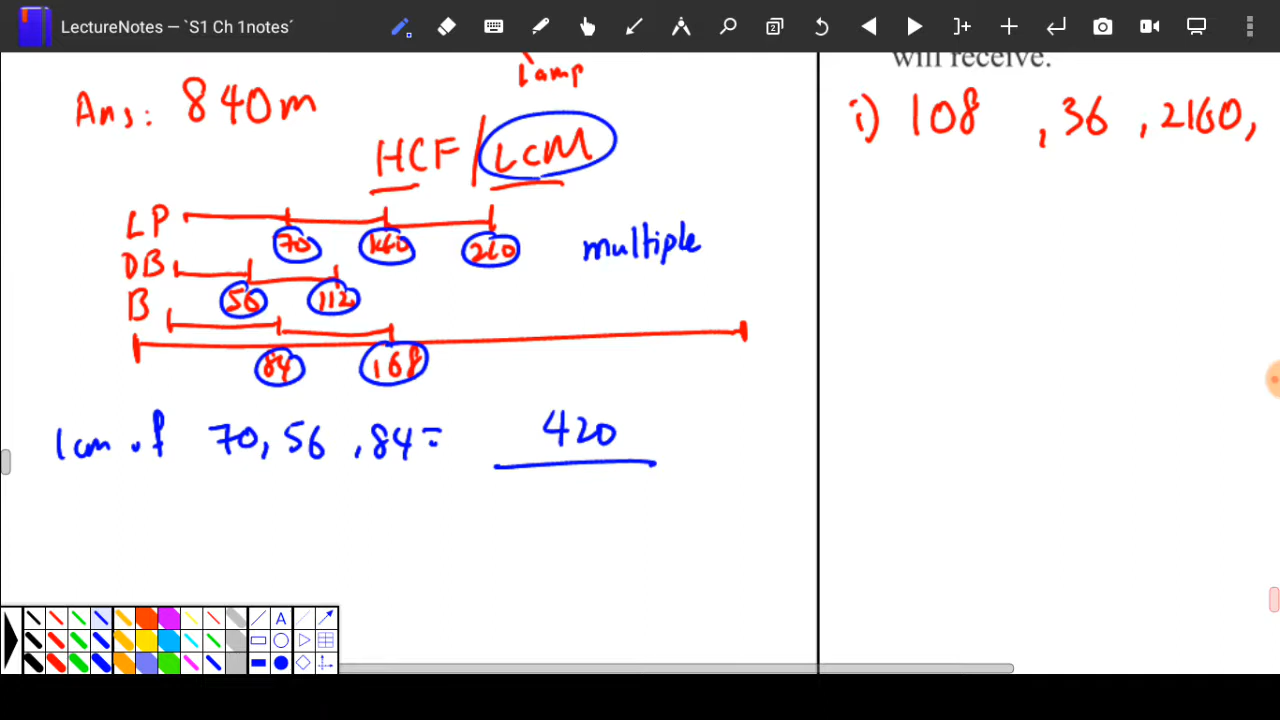 LectureNotes — `S1 Ch 1notes´
will receive.
Lamp
Ans: 840m
i) 108 , 36 , 2160,
HCF / LCM
LP
70 140 210 multiple
DB
56 112
B
84 168
lcm of 70, 56 , 84 = 420